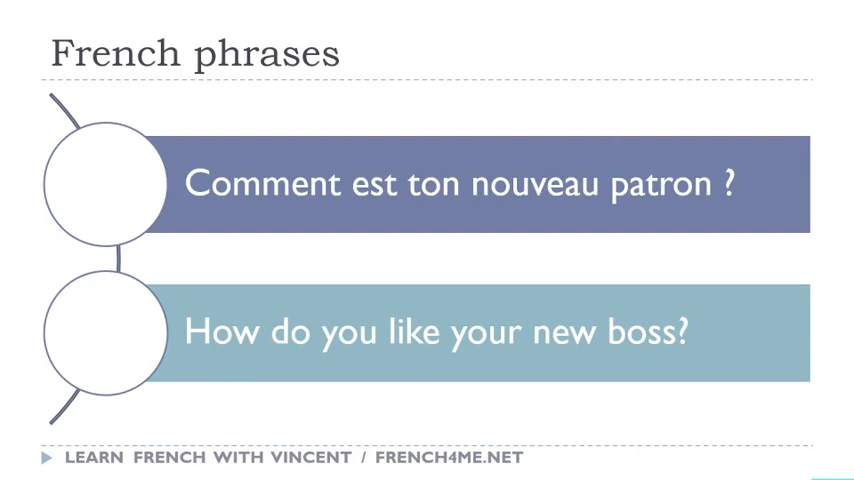 French phrases
Comment est ton nouveau patron ?
How do you like your new boss?
LEARN FRENCH WITH VINCENT / FRENCH4ME.NET